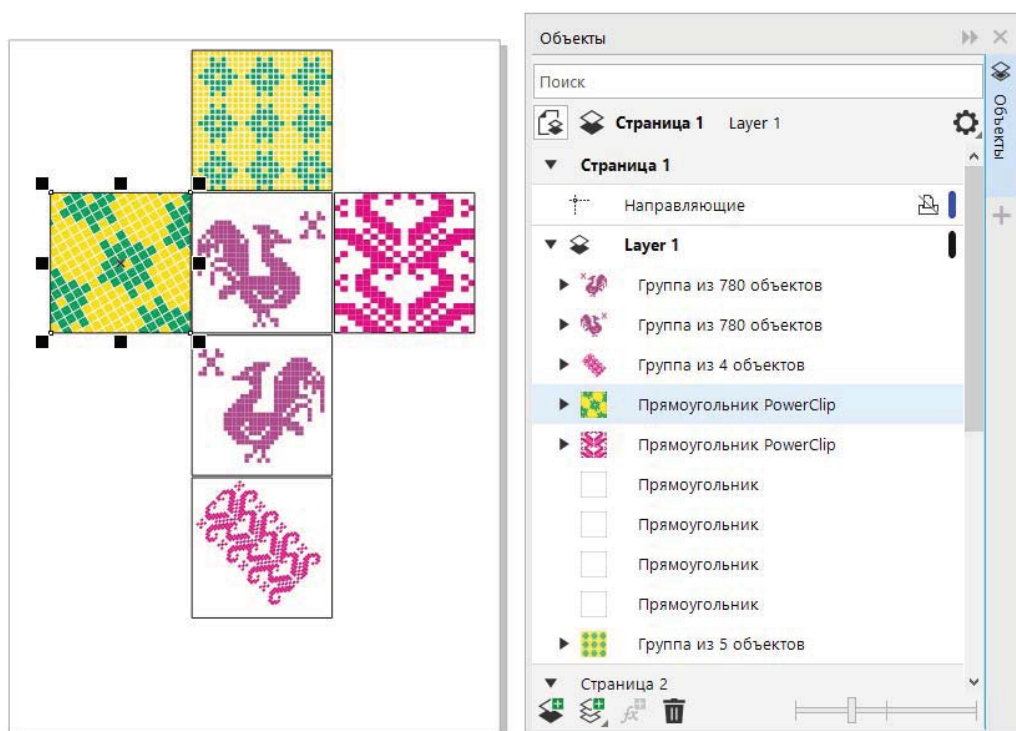 Объекты
Поиск
Страница 1 Layer 1
Страница 1
Направляющие
Layer 1
Группа из 780 объектов
Группа из 780 объектов
Группа из 4 объектов
Прямоугольник PowerClip
Прямоугольник PowerClip
Прямоугольник
Прямоугольник
Прямоугольник
Прямоугольник
Группа из 5 объектов
Страница 2
Объекты